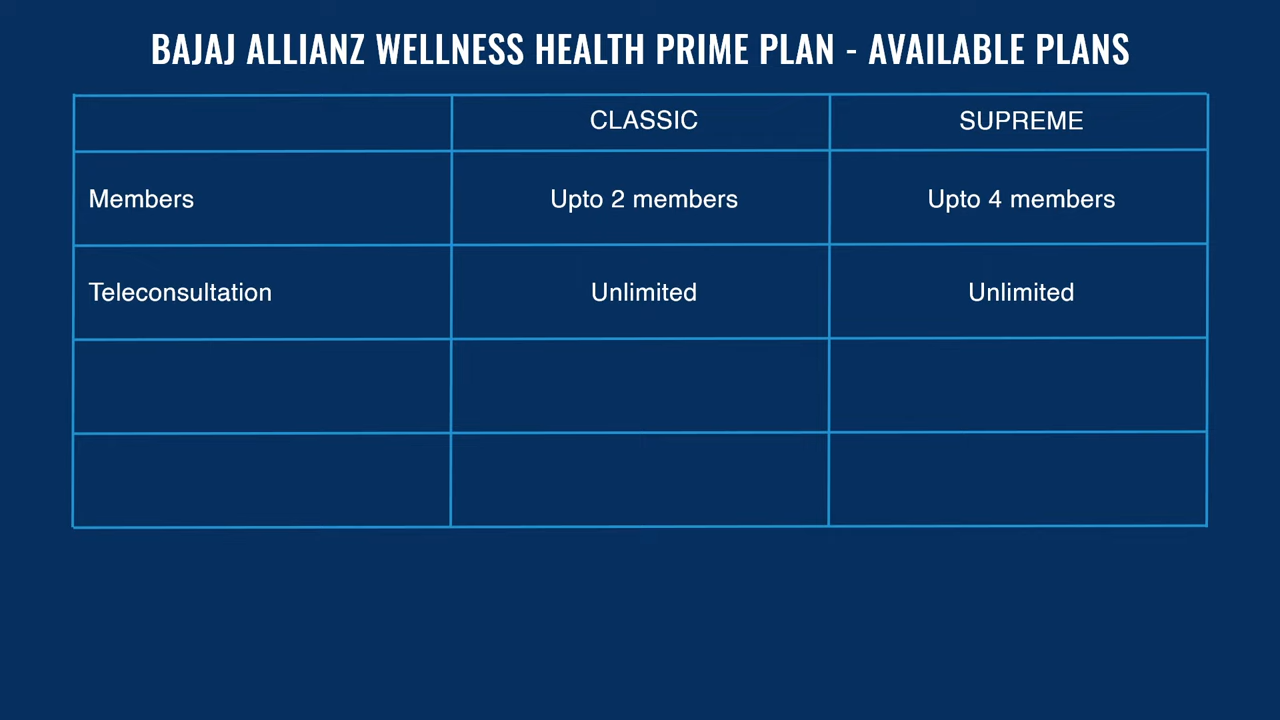 BAJAJ ALLIANZ WELLNESS HEALTH PRIME PLAN - AVAILABLE PLANS
CLASSIC SUPREME
Members Upto 2 members Upto 4 members
Teleconsultation Unlimited Unlimited